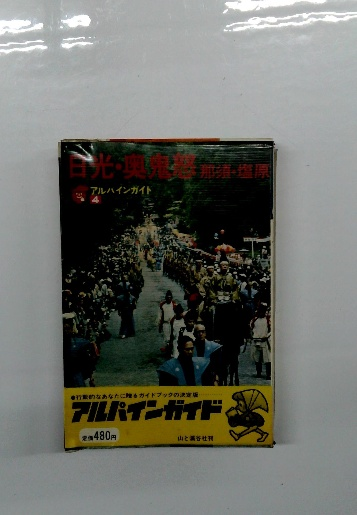 日光・奥鬼怒 那須・塩原
アルパインガイド
4
●行動的なあなたに贈るガイドブックの決定版
アルパインガイド
定価480円
山と溪谷社刊